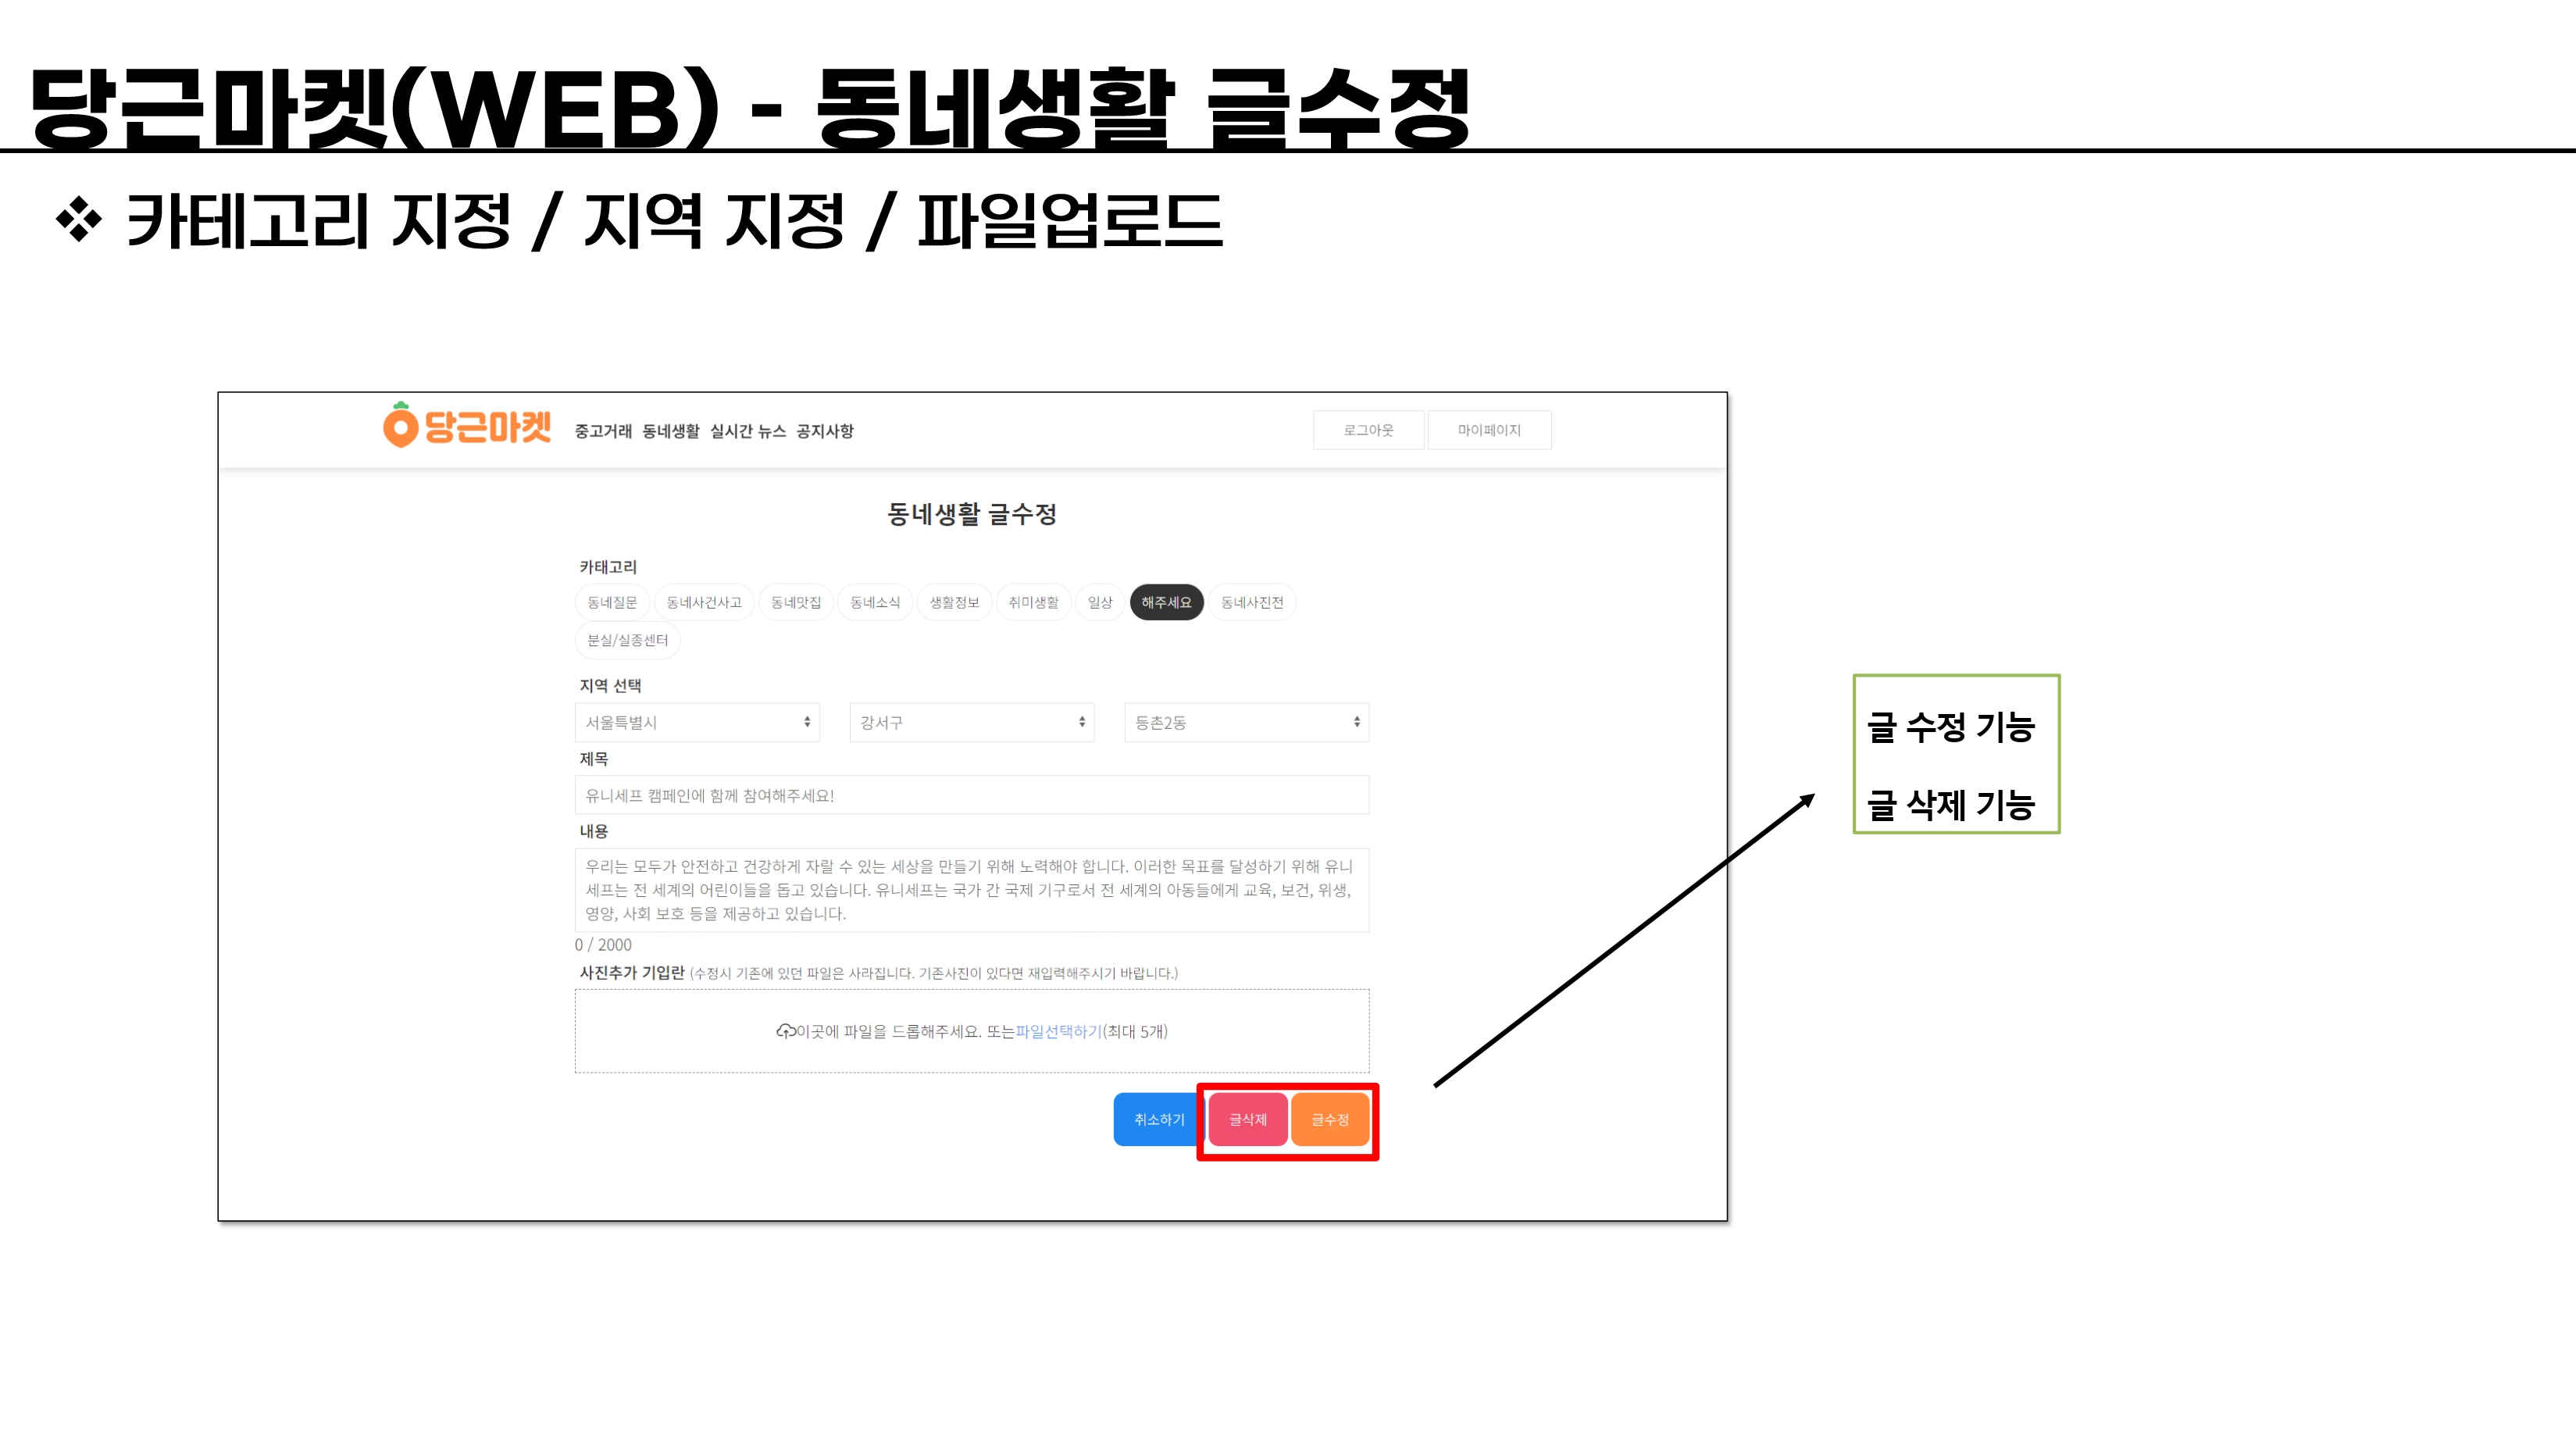 당근마켓(WEB) - 동네생활 글수정
❖ 카테고리 지정 / 지역 지정 / 파일업로드
당근마켓 중고거래 동네생활 실시간 뉴스 공지사항 로그아웃 마이페이지
동네생활 글수정
카태고리
동네질문 동네사건사고 동네맛집 동네소식 생활정보 취미생활 일상 해주세요 동네사진전
분실/실종센터
지역 선택
서울특별시 강서구 등촌2동
제목
유니세프 캠페인에 함께 참여해주세요!
내용
우리는 모두가 안전하고 건강하게 자랄 수 있는 세상을 만들기 위해 노력해야 합니다. 이러한 목표를 달성하기 위해 유니
세프는 전 세계의 어린이들을 돕고 있습니다. 유니세프는 국가 간 국제 기구로서 전 세계의 아동들에게 교육, 보건, 위생,
영양, 사회 보호 등을 제공하고 있습니다.
0 / 2000
사진추가 기입란 (수정시 기존에 있던 파일은 사라집니다. 기존사진이 있다면 재입력해주시기 바랍니다.)
이곳에 파일을 드롭해주세요. 또는파일선택하기(최대 5개)
취소하기 글삭제 글수정
글 수정 기능
글 삭제 기능